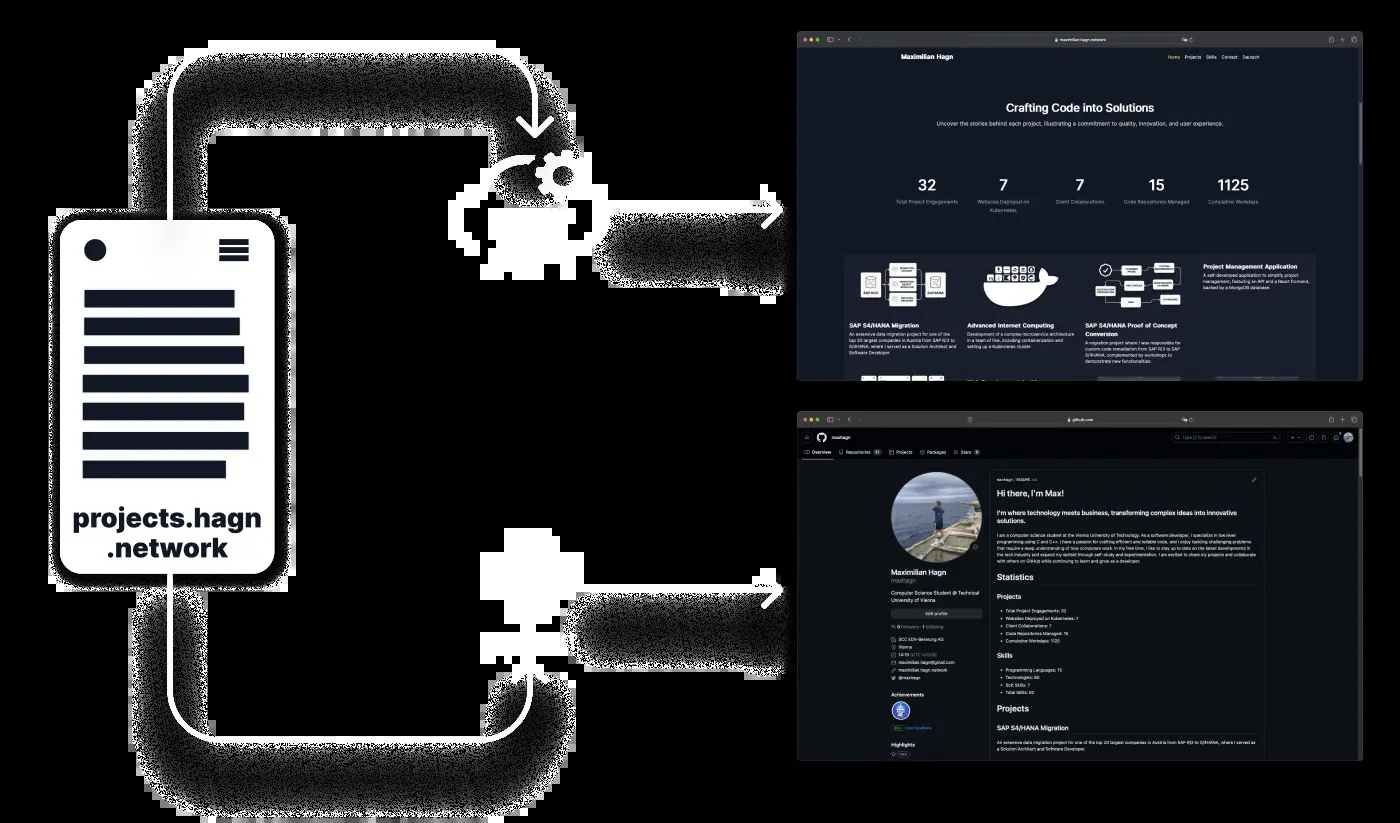 projects.hagn
.network
maximilian.hagn.network
Maximilian Hagn
Home Projects Skills Contact Deutsch
Crafting Code into Solutions
Uncover the stories behind each project, illustrating a commitment to quality, innovation, and user experience.
32 7 7 15 1125
Total Project Engagements Websites Deployed on Client Collaborations Code Repositories Managed Cumulative Workdays
Kubernetes
SAP ECC
S/4HANA
SAP S4/HANA Migration
An extensive data migration project for one of the
top 20 largest companies in Austria from SAP R/3 to
S/4HANA, where I served as a Solution Architect and
Software Developer.
Advanced Internet Computing
Development of a complex microservice architecture
in a team of five, including containerization and
setting up a Kubernetes cluster.
SAP S4/HANA Proof of Concept
Conversion
A migration project where I was responsible for
custom code remediation from SAP R/3 to SAP
S/4HANA, complemented by workshops to
demonstrate new functionalities.
Project Management Application
A self-developed application to simplify project
management, featuring an API and a React frontend,
backed by a MongoDB database.
github.com
maxhagn
Type / to search
Overview Repositories Projects Packages Stars
Maximilian Hagn
maxhagn
Computer Science Student @ Technical
University of Vienna
Edit profile
0 followers · 1 following
SCC EDV-Beratung AG
Vienna
14:19
maximilian.hagn@gmail.com
maximilian.hagn.network
@maxhagn
Achievements
Highlights
PRO
maxhagn / README.md
Hi there, I'm Max!
I'm where technology meets business, transforming complex ideas into innovative
solutions.
I am a computer science student at the Vienna University of Technology. As a software developer, I specialize in low level
programming using C and C++. I have a passion for crafting efficient and reliable code, and I enjoy tackling challenging problems
that require a deep understanding of how computers work. In my free time, I like to stay up to date on the latest developments in
the tech industry and expand my skillset through self-study and experimentation. I am excited to share my projects and collaborate
with others on GitHub while continuing to learn and grow as a developer.
Statistics
Projects
Total Project Engagements: 32
Websites Deployed on Kubernetes: 7
Client Collaborations: 7
Code Repositories Managed: 15
Cumulative Workdays: 1125
Skills
Programming Languages: 15
Technologies: 60
Soft Skills: 7
Total Skills: 82
Projects
SAP S4/HANA Migration
An extensive data migration project for one of the top 20 largest companies in Austria from SAP R/3 to S/4HANA, where I served as
a Solution Architect and Software Developer.